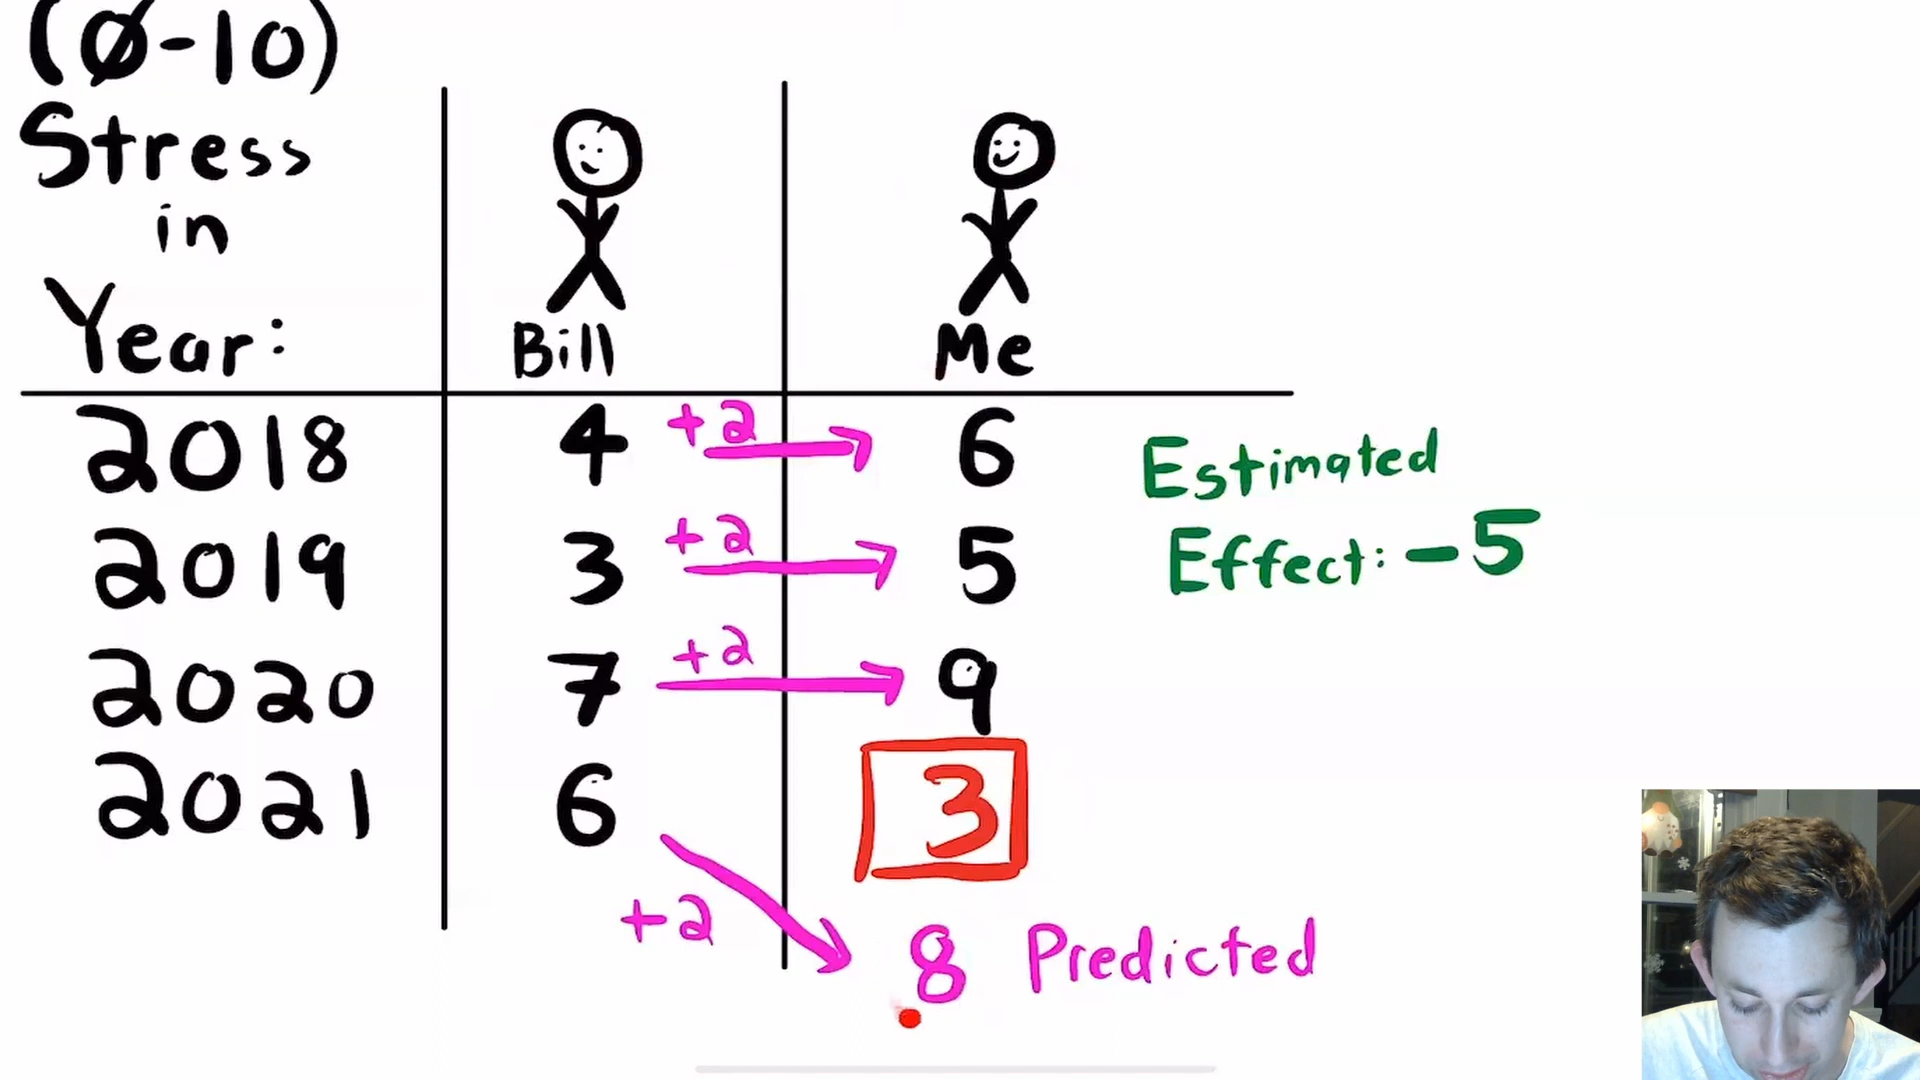 (0-10)
Stress
in
Year:
Bill
Me
2018 4 +2 6
2019 3 +2 5
2020 7 +2 9
2021 6 3
+2 8 Predicted
Estimated
Effect: -5